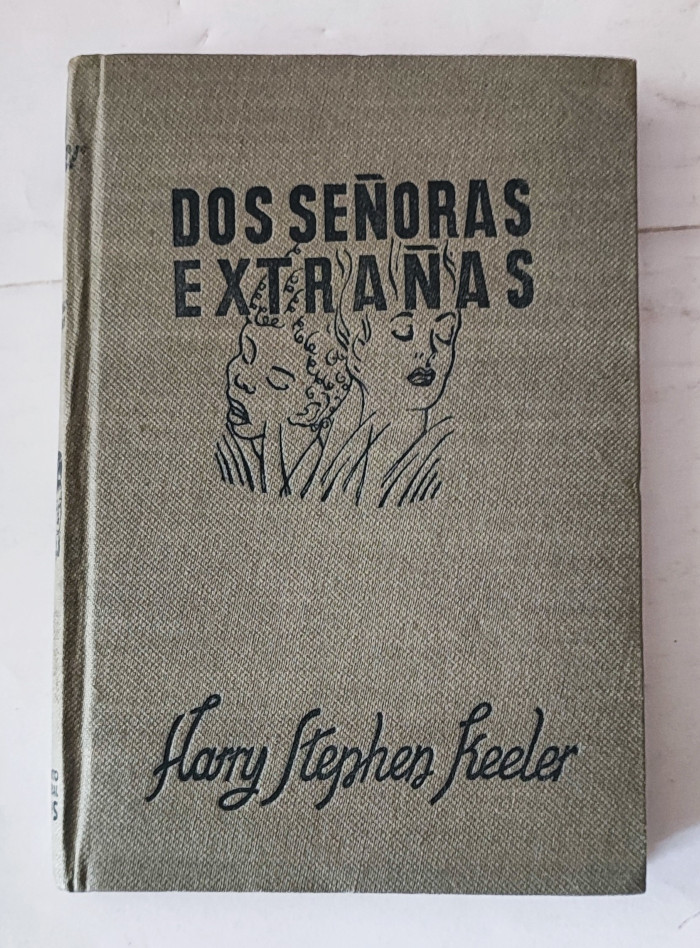 DOS SEÑORAS
EXTRAÑAS
Harry Stephen Keeler